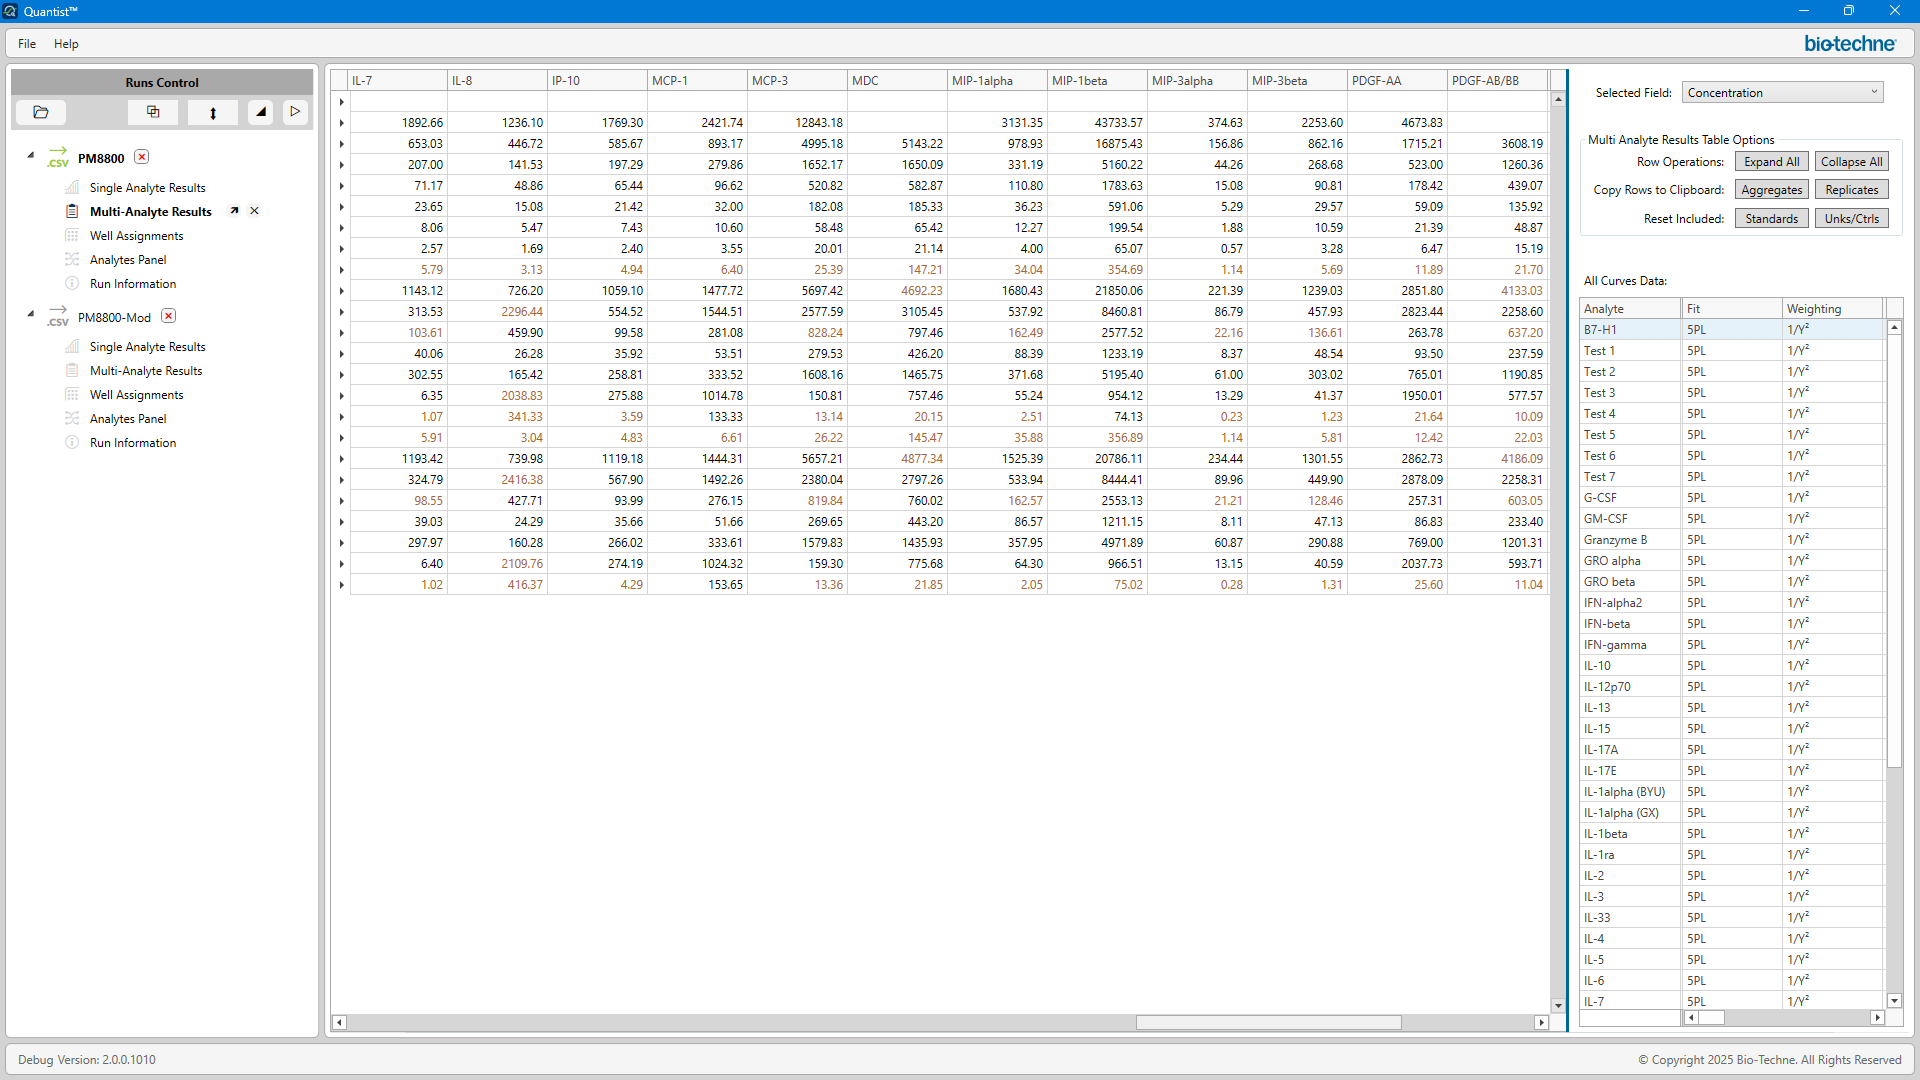 Quantist™
File Help
bio-techne
Runs Control
PM8800
Single Analyte Results
Multi-Analyte Results
Well Assignments
Analytes Panel
Run Information
PM8800-Mod
Single Analyte Results
Multi-Analyte Results
Well Assignments
Analytes Panel
Run Information
IL-7 IL-8 IP-10 MCP-1 MCP-3 MDC MIP-1alpha MIP-1beta MIP-3alpha MIP-3beta PDGF-AA PDGF-AB/BB
1892.66 1236.10 1769.30 2421.74 12843.18 3131.35 43733.57 374.63 2253.60 4673.83
653.03 446.72 585.67 893.17 4995.18 5143.22 978.93 16875.43 156.86 862.16 1715.21 3608.19
207.00 141.53 197.29 279.86 1652.17 1650.09 331.19 5160.22 44.26 268.68 523.00 1260.36
71.17 48.86 65.44 96.62 520.82 582.87 110.80 1783.63 15.08 90.81 178.42 439.07
23.65 15.08 21.42 32.00 182.08 185.33 36.23 591.06 5.29 29.57 59.09 135.92
8.06 5.47 7.43 10.60 58.48 65.42 12.27 199.54 1.88 10.59 21.39 48.87
2.57 1.69 2.40 3.55 20.01 21.14 4.00 65.07 0.57 3.28 6.47 15.19
5.79 3.13 4.94 6.40 25.39 147.21 34.04 354.69 1.14 5.69 11.89 21.70
1143.12 726.20 1059.10 1477.72 5697.42 4692.23 1680.43 21850.06 221.39 1239.03 2851.80 4133.03
313.53 2296.44 554.52 1544.51 2577.59 3105.45 537.92 8460.81 86.79 457.93 2823.44 2258.60
103.61 459.90 99.58 281.08 828.24 797.46 162.49 2577.52 22.16 136.61 263.78 637.20
40.06 26.28 35.92 53.51 279.53 426.20 88.39 1233.19 8.37 48.54 93.50 237.59
302.55 165.42 258.81 333.52 1608.16 1465.75 371.68 5195.40 61.00 303.02 765.01 1190.85
6.35 2038.83 275.88 1014.78 150.81 757.46 55.24 954.12 13.29 41.37 1950.01 577.57
1.07 341.33 3.59 133.33 13.14 20.15 2.51 74.13 0.23 1.23 21.64 10.09
5.91 3.04 4.83 6.61 26.22 145.47 35.88 356.89 1.14 5.81 12.42 22.03
1193.42 739.98 1119.18 1444.31 5657.21 4877.34 1525.39 20786.11 234.44 1301.55 2862.73 4186.09
324.79 2416.38 567.90 1492.26 2380.04 2797.26 533.94 8444.41 89.96 449.90 2878.09 2258.31
98.55 427.71 93.99 276.15 819.84 760.02 162.57 2553.13 21.21 128.46 257.31 603.05
39.03 24.29 35.66 51.66 269.65 443.20 86.57 1211.15 8.11 47.13 86.83 233.40
297.97 160.28 266.02 333.61 1579.83 1435.93 357.95 4971.89 60.87 290.88 769.00 1201.31
6.40 2109.76 274.19 1024.32 159.30 775.68 64.30 966.51 13.15 40.59 2037.73 593.71
1.02 416.37 4.29 153.65 13.36 21.85 2.05 75.02 0.28 1.31 25.60 11.04
Selected Field: Concentration
Multi Analyte Results Table Options
Row Operations: Expand All Collapse All
Copy Rows to Clipboard: Aggregates Replicates
Reset Included: Standards Unks/Ctrls
All Curves Data:
Analyte Fit Weighting
B7-H1 5PL 1/Y²
Test 1 5PL 1/Y²
Test 2 5PL 1/Y²
Test 3 5PL 1/Y²
Test 4 5PL 1/Y²
Test 5 5PL 1/Y²
Test 6 5PL 1/Y²
Test 7 5PL 1/Y²
G-CSF 5PL 1/Y²
GM-CSF 5PL 1/Y²
Granzyme B 5PL 1/Y²
GRO alpha 5PL 1/Y²
GRO beta 5PL 1/Y²
IFN-alpha2 5PL 1/Y²
IFN-beta 5PL 1/Y²
IFN-gamma 5PL 1/Y²
IL-10 5PL 1/Y²
IL-12p70 5PL 1/Y²
IL-13 5PL 1/Y²
IL-15 5PL 1/Y²
IL-17A 5PL 1/Y²
IL-17E 5PL 1/Y²
IL-1alpha (BYU) 5PL 1/Y²
IL-1alpha (GX) 5PL 1/Y²
IL-1beta 5PL 1/Y²
IL-1ra 5PL 1/Y²
IL-2 5PL 1/Y²
IL-3 5PL 1/Y²
IL-33 5PL 1/Y²
IL-4 5PL 1/Y²
IL-5 5PL 1/Y²
IL-6 5PL 1/Y²
IL-7 5PL 1/Y²
Debug Version: 2.0.0.1010
© Copyright 2025 Bio-Techne. All Rights Reserved